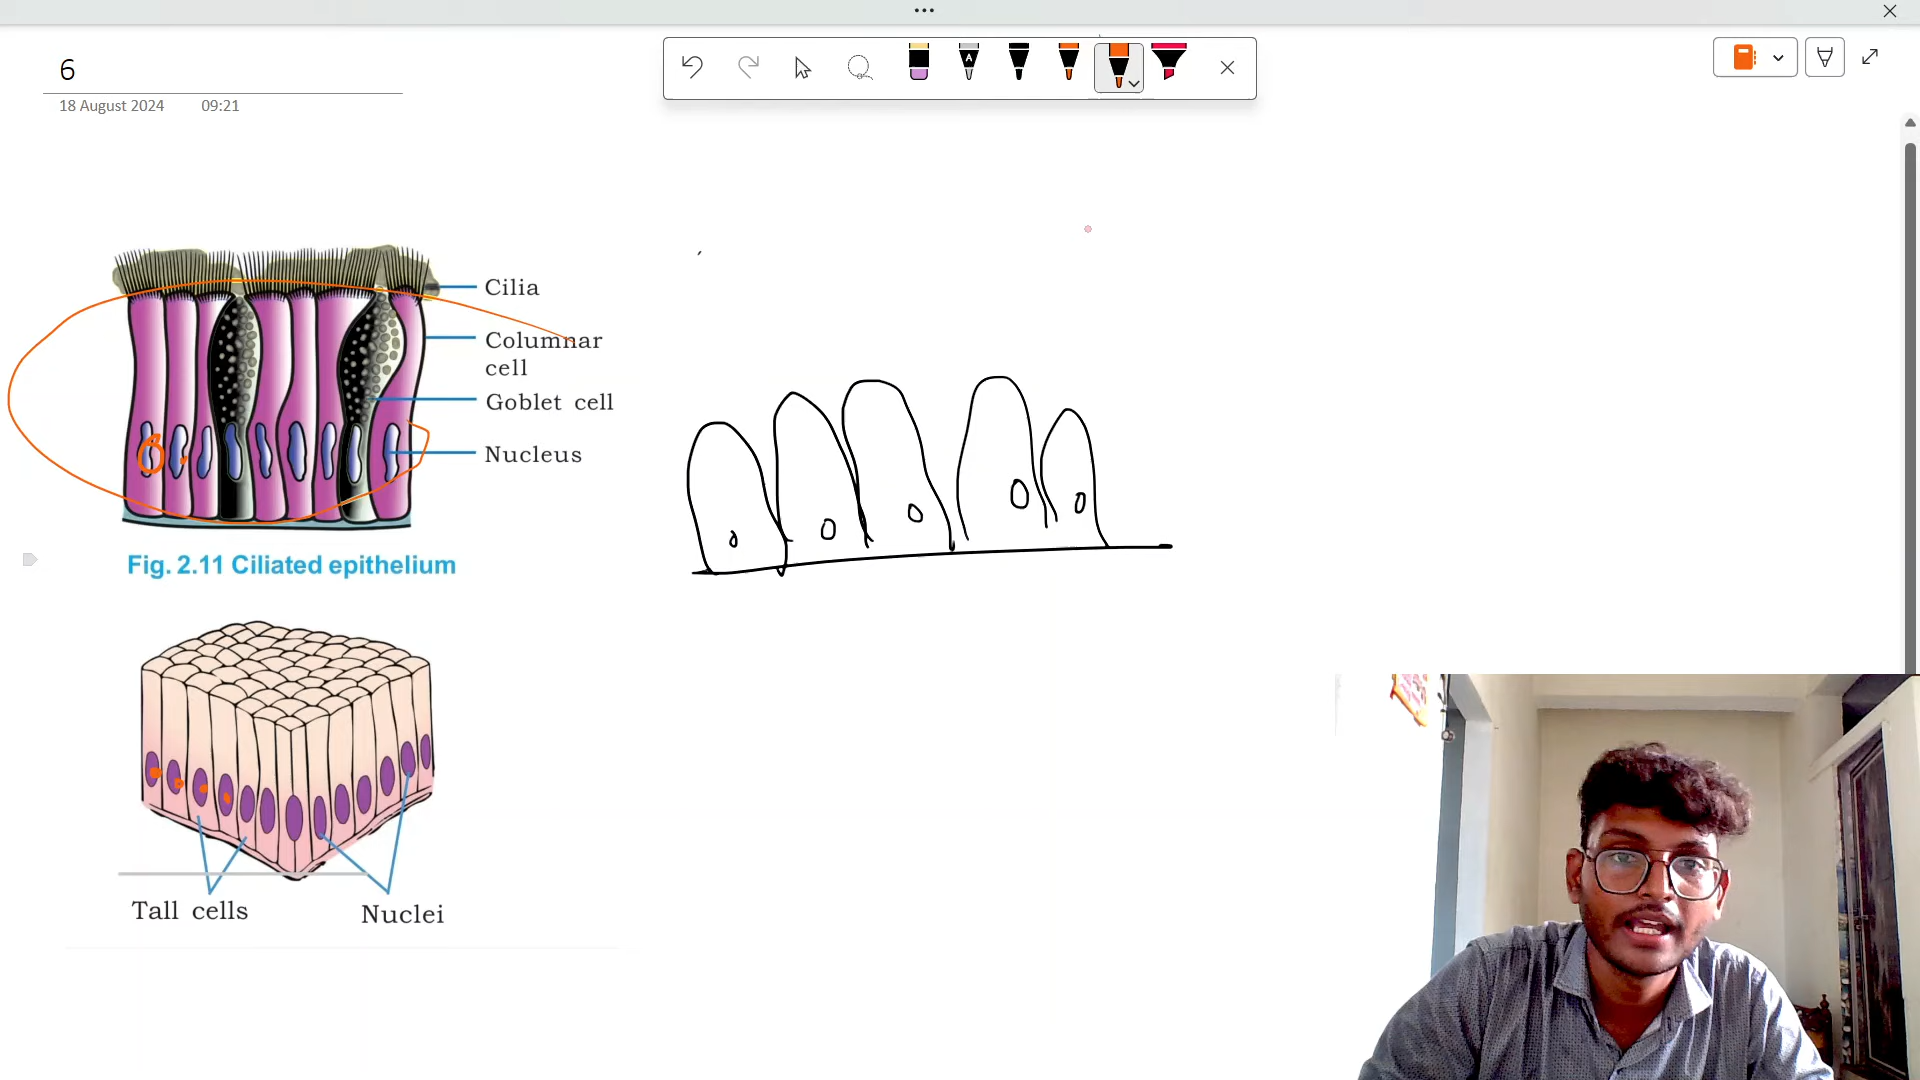 6
18 August 2024 09:21
A
Cilia
Columnar
cell
Goblet cell
Nucleus
Fig. 2.11 Ciliated epithelium
Tall cells
Nuclei